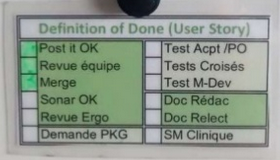 Definition of Done (User Story)
Post it OK
Test Acpt /PO
Revue équipe
Tests Croisés
Merge
Test M-Dev
Sonar OK
Doc Rédac
Revue Ergo
Doc Relect
Demande PKG
SM Clinique